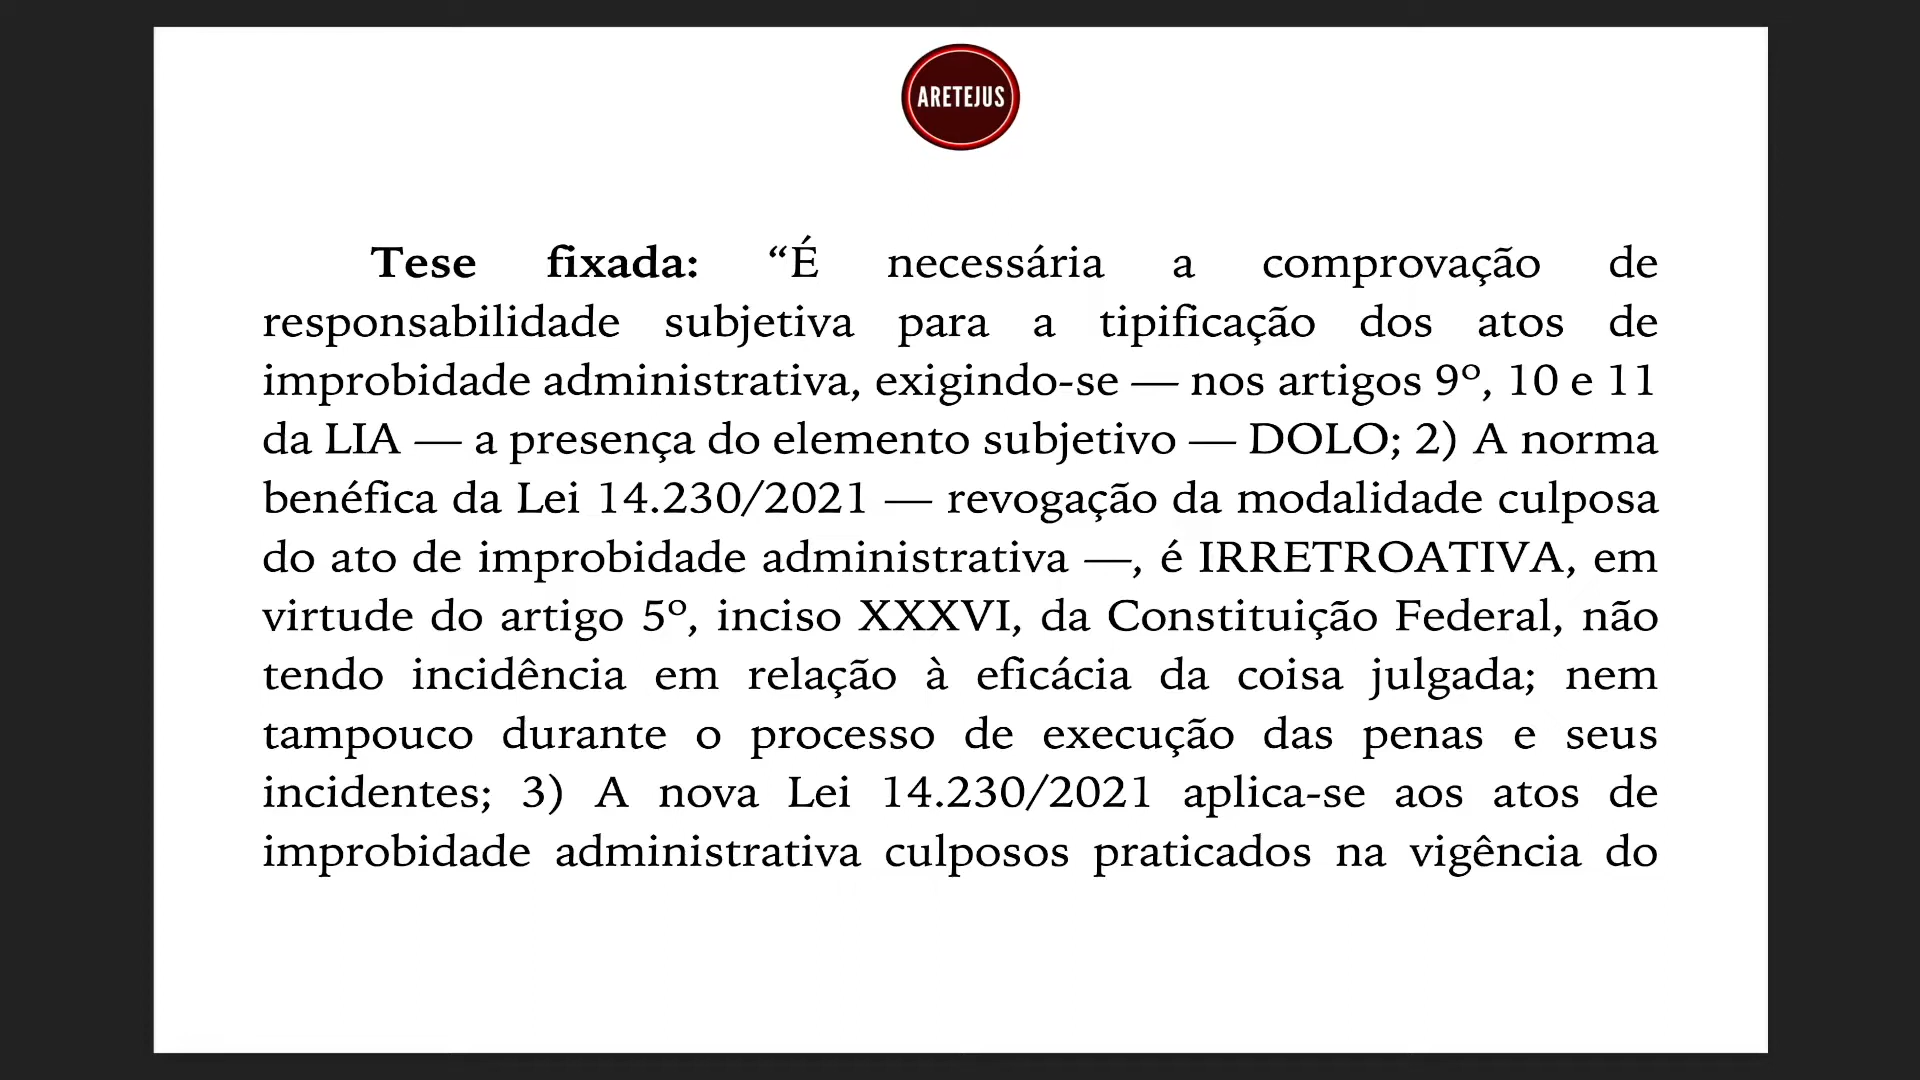 ARETEJUS
Tese fixada: “É necessária a comprovação de
responsabilidade subjetiva para a tipificação dos atos de
improbidade administrativa, exigindo-se — nos artigos 9º, 10 e 11
da LIA — a presença do elemento subjetivo — DOLO; 2) A norma
benéfica da Lei 14.230/2021 — revogação da modalidade culposa
do ato de improbidade administrativa —, é IRRETROATIVA, em
virtude do artigo 5º, inciso XXXVI, da Constituição Federal, não
tendo incidência em relação à eficácia da coisa julgada; nem
tampouco durante o processo de execução das penas e seus
incidentes; 3) A nova Lei 14.230/2021 aplica-se aos atos de
improbidade administrativa culposos praticados na vigência do